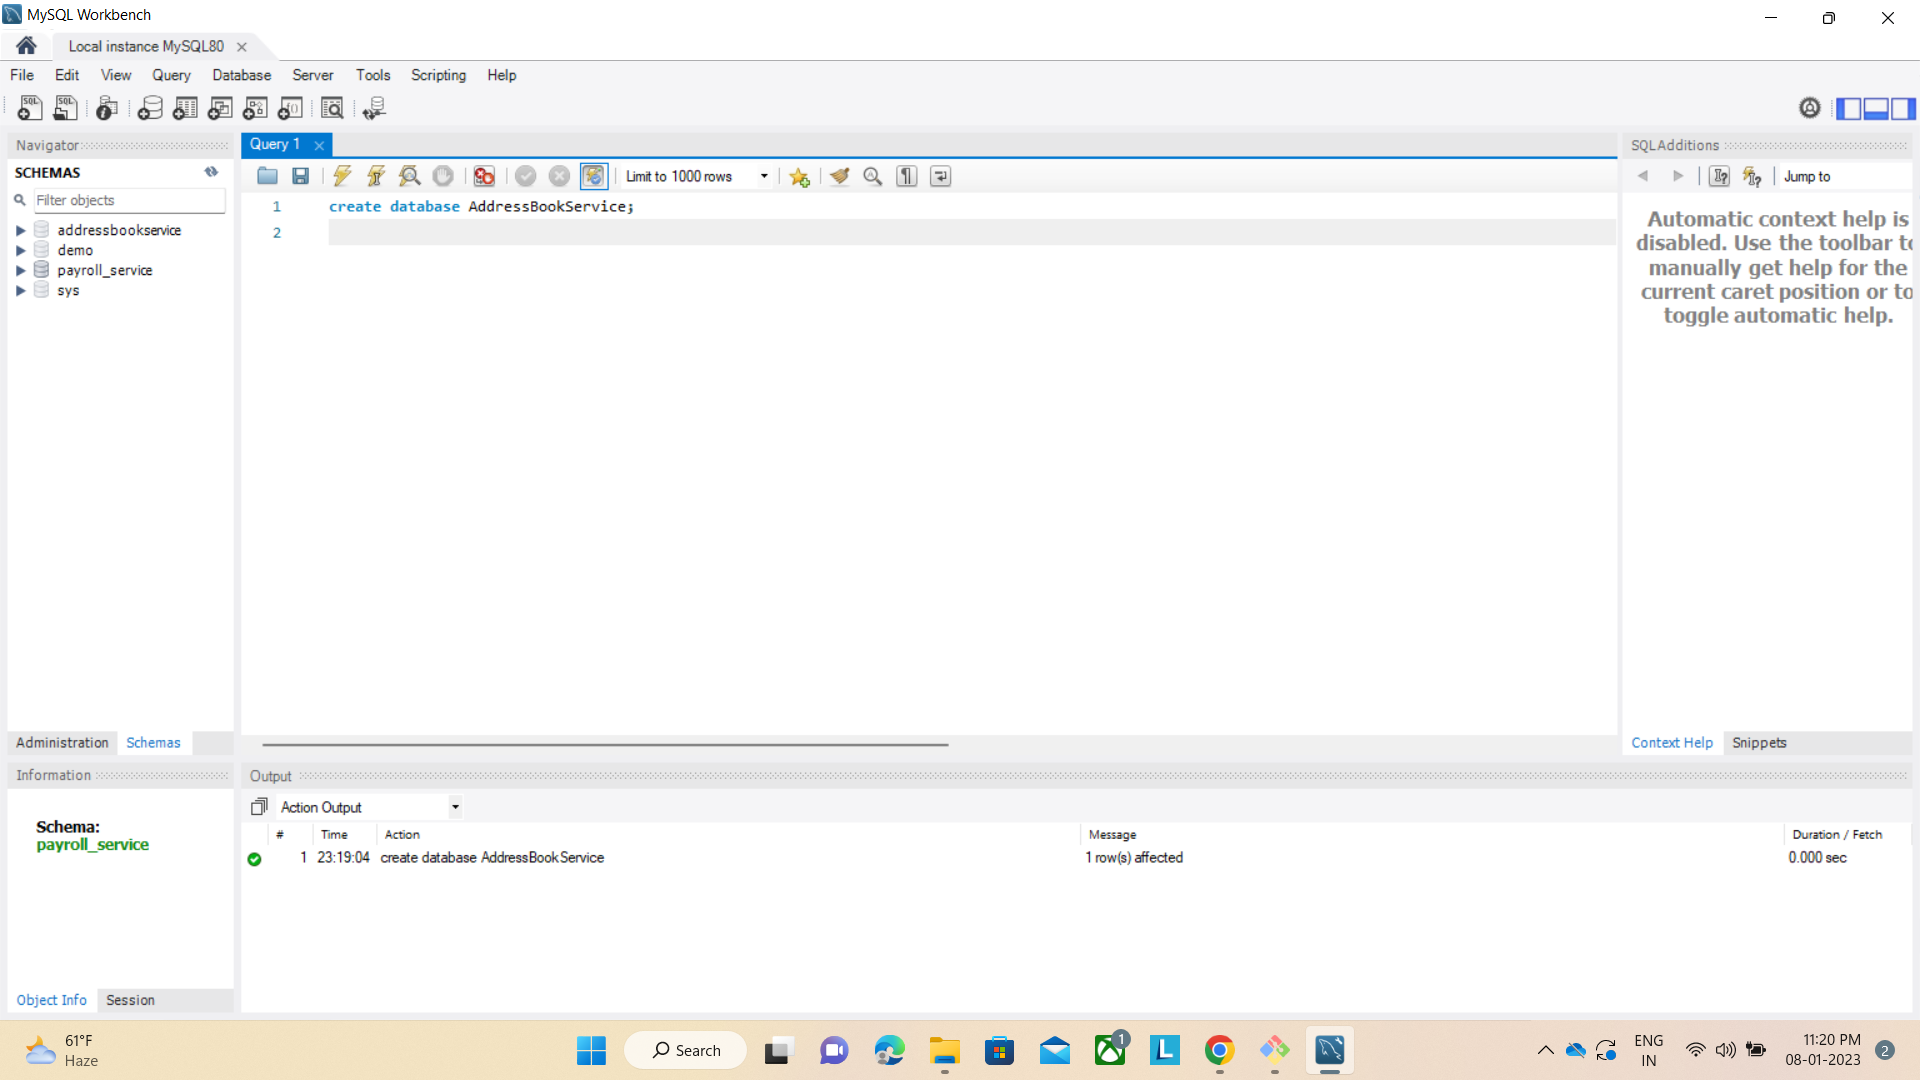 MySQL Workbench
Local instance MySQL80
File Edit View Query Database Server Tools Scripting Help
Navigator
SCHEMAS
Filter objects
addressbookservice
demo
payroll_service
sys
Administration Schemas
Information
Schema:
payroll_service
Object Info Session
Query 1
Limit to 1000 rows
1 create database AddressBookService;
2
SQLAdditions
Jump to
Automatic context help is
disabled. Use the toolbar to
manually get help for the
current caret position or to
toggle automatic help.
Context Help Snippets
Output
Action Output
# Time Action Message Duration / Fetch
1 23:19:04 create database AddressBookService 1 row(s) affected 0.000 sec
61°F
Haze
Search
1
ENG
IN
11:20 PM
08-01-2023
2